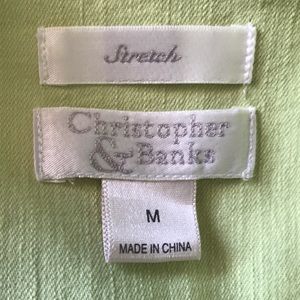 Stretch
Christopher
& Banks
M
MADE IN CHINA